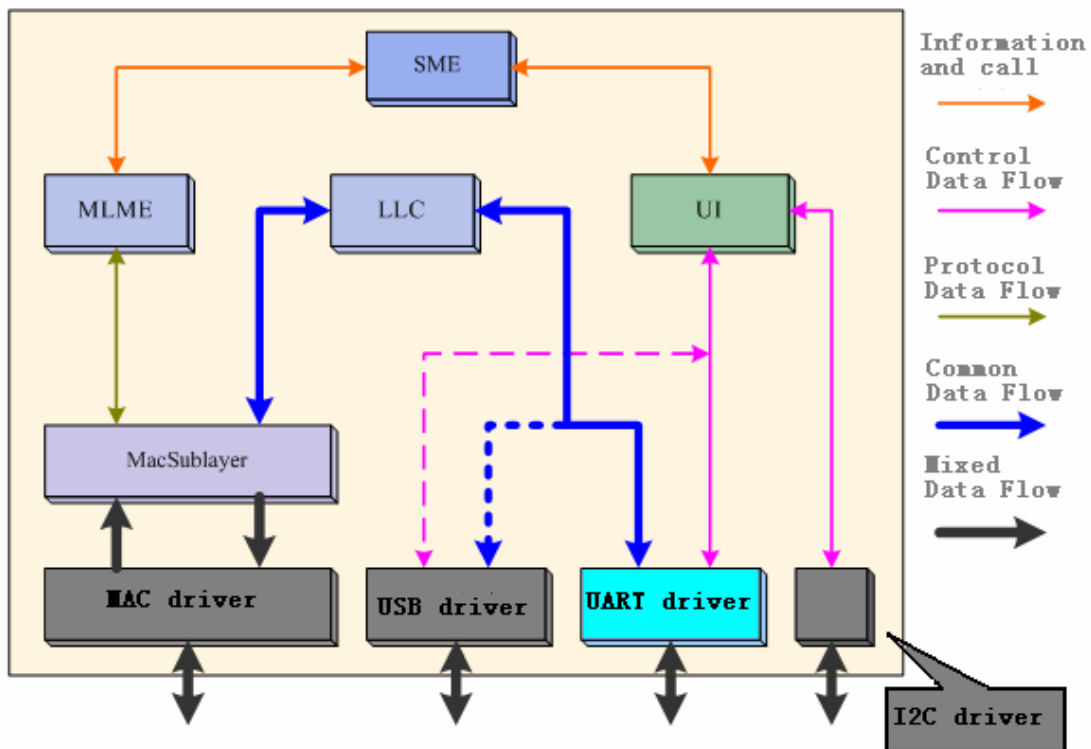 SME
MLME
LLC
UI
MacSublayer
MAC driver
USB driver
UART driver
I2C driver
Information
and call
Control
Data Flow
Protocol
Data Flow
Common
Data Flow
Mixed
Data Flow